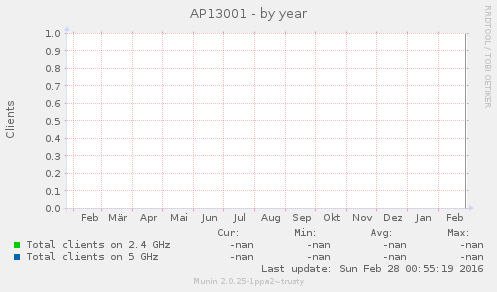 AP13001 - by year
RRDTOOL / TOBI OETIKER
Clients
1.0
0.9
0.8
0.7
0.6
0.5
0.4
0.3
0.2
0.1
0.0
Feb Mär Apr Mai Jun Jul Aug Sep Okt Nov Dez Jan Feb
Cur: Min: Avg: Max:
Total clients on 2.4 GHz -nan -nan -nan -nan
Total clients on 5 GHz -nan -nan -nan -nan
Last update: Sun Feb 28 00:55:19 2016
Munin 2.0.25-1ppa2~trusty